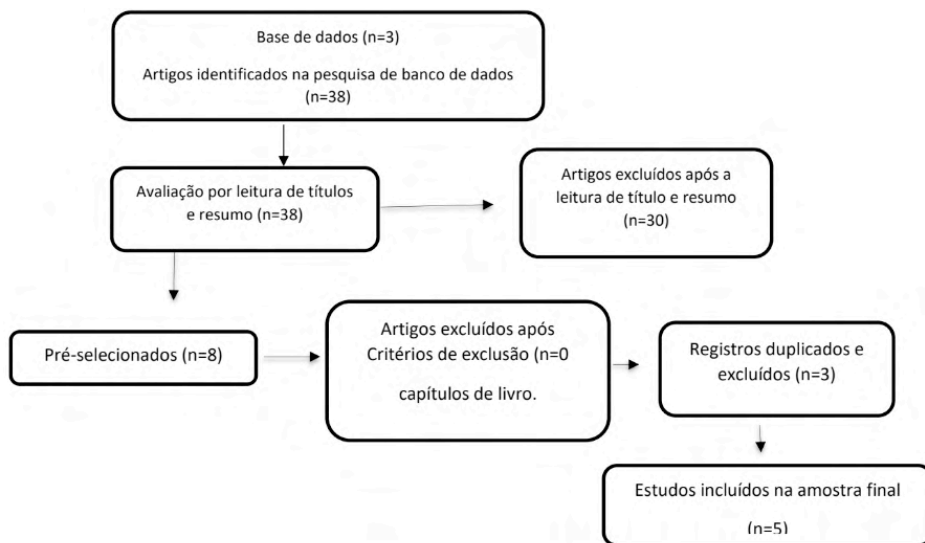 Base de dados (n=3)
Artigos identificados na pesquisa de banco de dados
(n=38)
Avaliação por leitura de títulos
e resumo (n=38)
Artigos excluídos após a
leitura de título e resumo
(n=30)
Pré-selecionados (n=8)
Artigos excluídos após
Critérios de exclusão (n=0
capítulos de livro.
Registros duplicados e
excluídos (n=3)
Estudos incluídos na amostra final
(n=5)